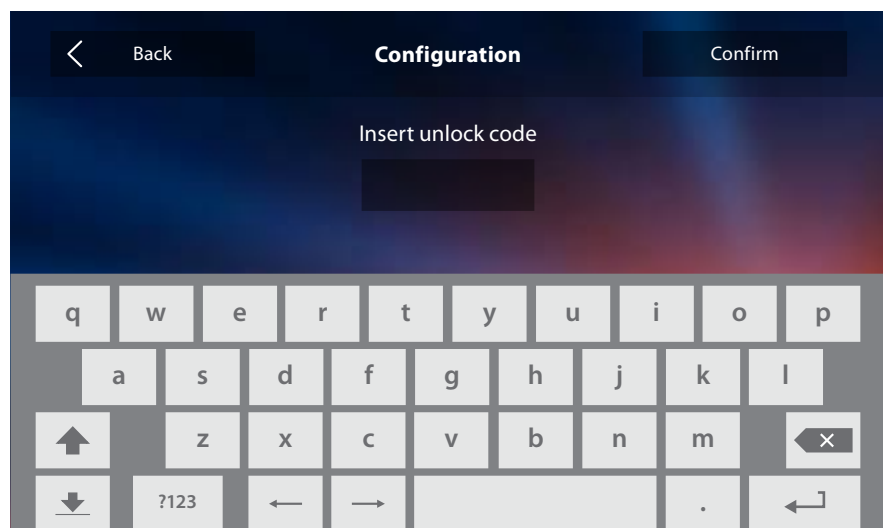 Back Configuration Confirm
Insert unlock code
q w e r t y u i o p
a s d f g h j k l
z x c v b n m
?123 .